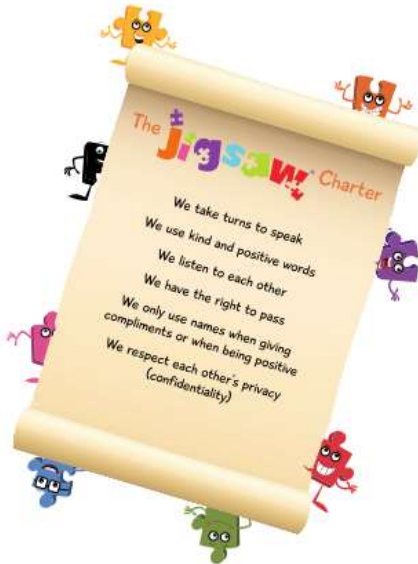 The Jigsaw® Charter
We take turns to speak
We use kind and positive words
We listen to each other
We have the right to pass
We only use names when giving
compliments or when being positive
We respect each other's privacy
(confidentiality)